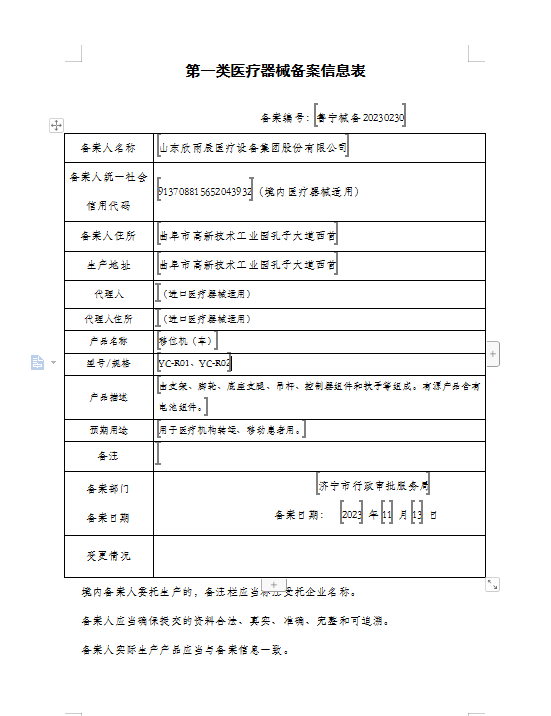 第一类医疗器械备案信息表
备案编号：鲁宁械备20230230
备案人名称 山东欣雨辰医疗设备集团股份有限公司
备案人统一社会
信用代码 913708815652043932（境内医疗器械适用）
备案人住所 曲阜市高新技术工业园孔子大道西首
生产地址 曲阜市高新技术工业园孔子大道西首
代理人 （进口医疗器械适用）
代理人住所 （进口医疗器械适用）
产品名称 移位机（车）
型号/规格 YC-R01、YC-R02
产品描述 由支架、脚轮、底座支腿、吊杆、控制器组件和扶手等组成。有源产品含有
电池组件。
预期用途 用于医疗机构转运、移动患者用。
备注
备案部门 济宁市行政审批服务局
备案日期 备案日期： 2023 年 11 月 13 日
变更情况
境内备案人委托生产的，备注栏应当标注受托企业名称。
备案人应当确保提交的资料合法、真实、准确、完整和可追溯。
备案人实际生产产品应当与备案信息一致。